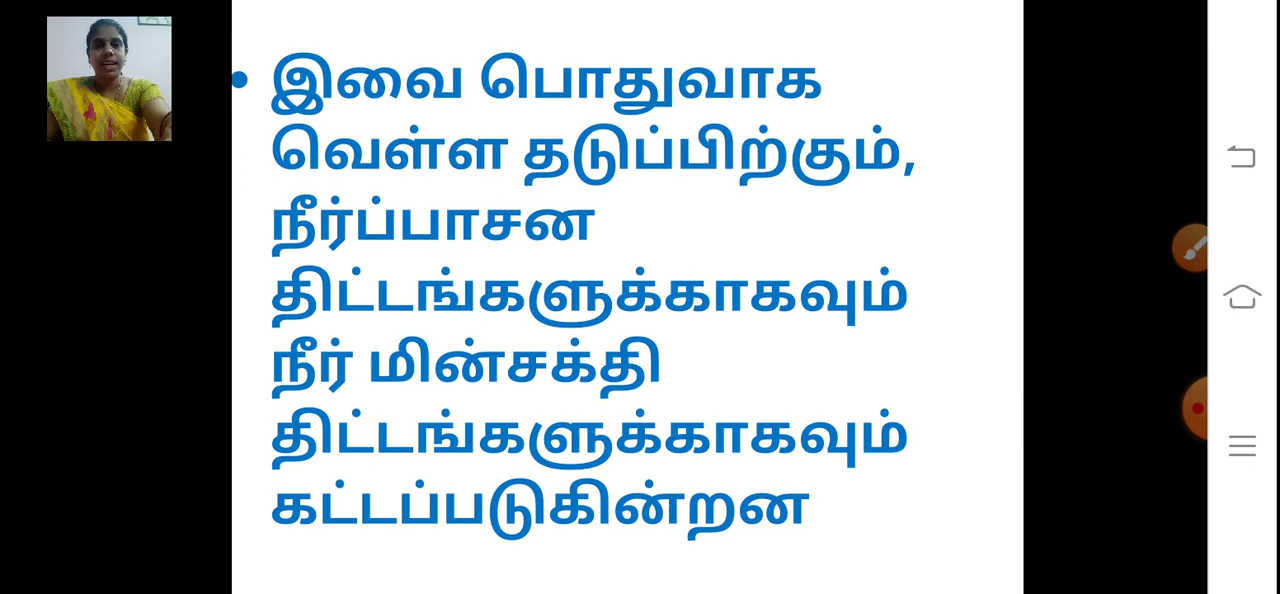 • இவை பொதுவாக
வெள்ள தடுப்பிற்கும்,
நீர்ப்பாசன
திட்டங்களுக்காகவும்
நீர் மின்சக்தி
திட்டங்களுக்காகவும்
கட்டப்படுகின்றன